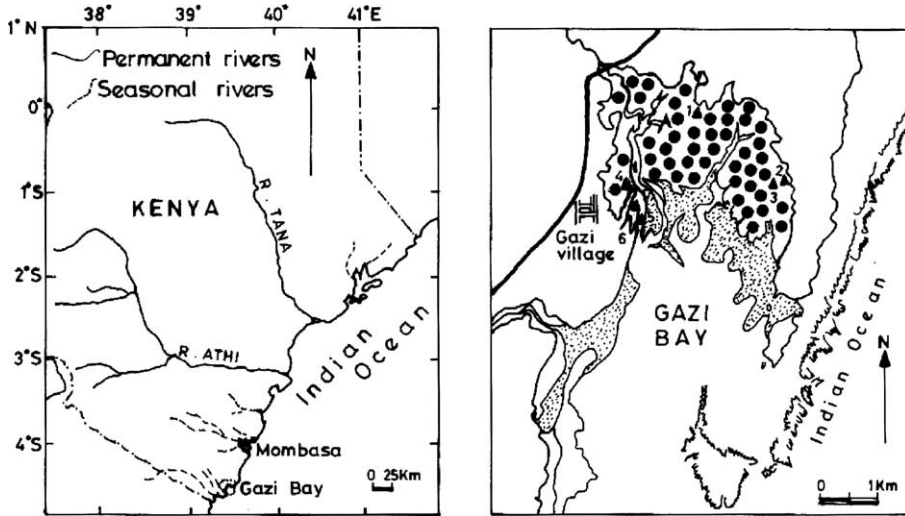 38° 39° 40° 41°E
1°N
Permanent rivers
Seasonal rivers
N
0°
KENYA
R. TANA
1°S
2°S
3°S
R. ATHI
Indian Ocean
4°S
Mombasa
Gazi Bay
0 25Km
1
2
3
4
6
Gazi
village
GAZI
BAY
Indian Ocean
N
0 1Km